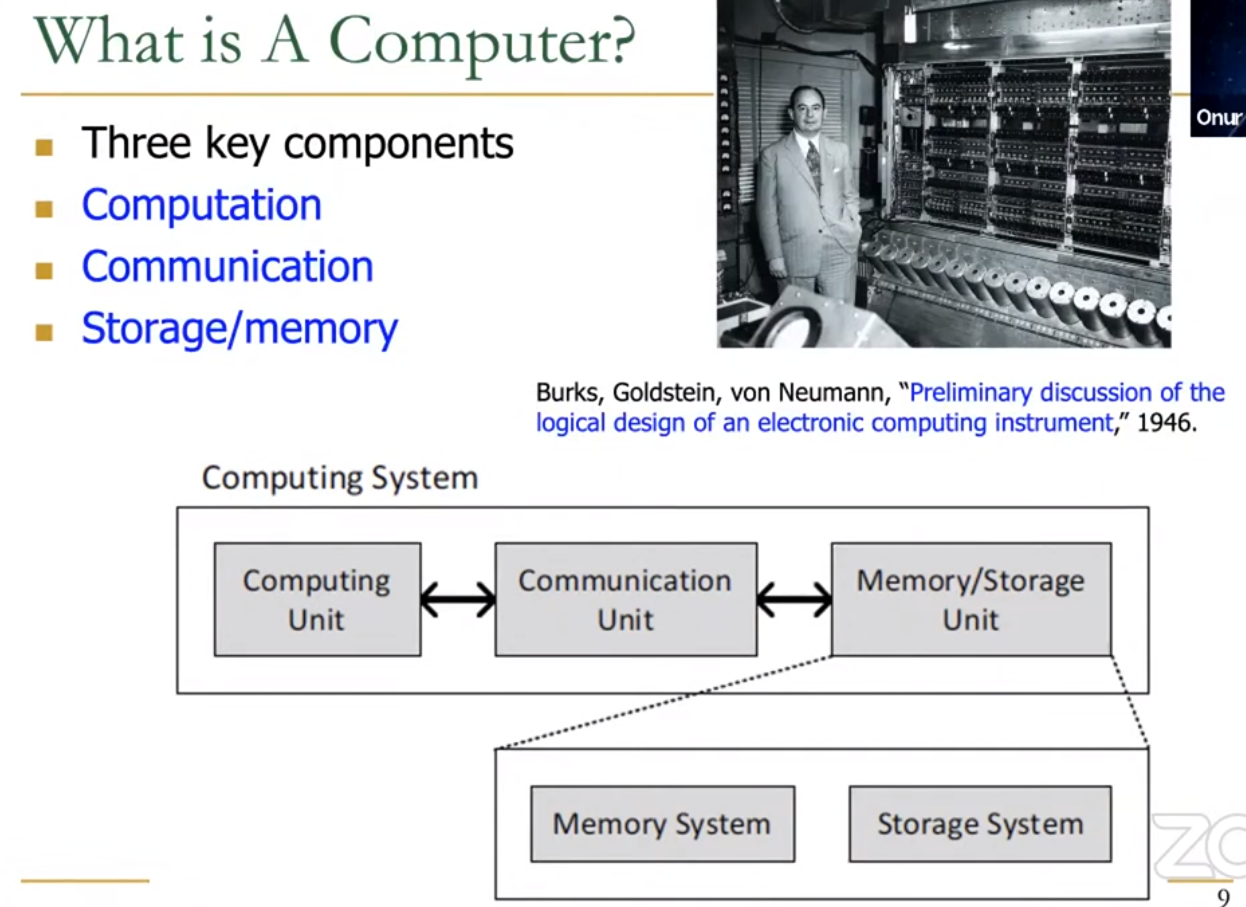 What is A Computer?
Onur
Three key components
Computation
Communication
Storage/memory
Burks, Goldstein, von Neumann, “Preliminary discussion of the
logical design of an electronic computing instrument,” 1946.
Computing System
Computing
Unit
Communication
Unit
Memory/Storage
Unit
Memory System
Storage System
zo
9